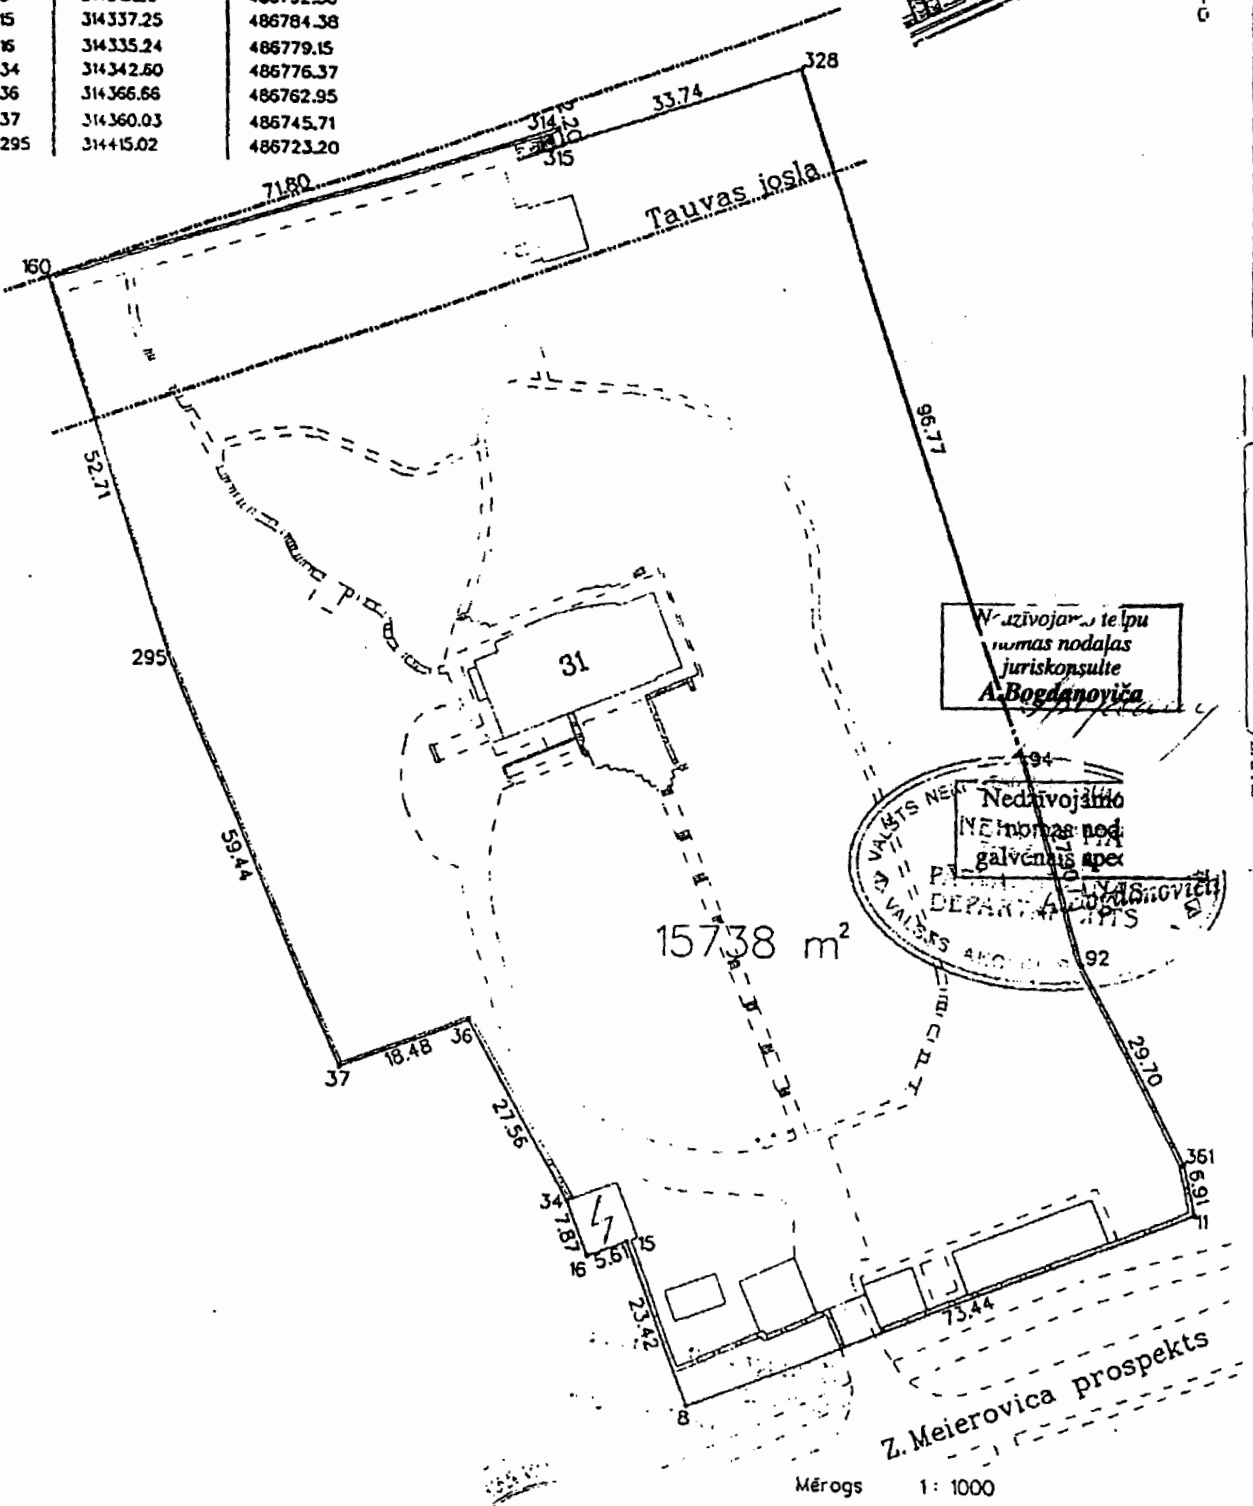 15 314337.25 486784.38
16 314335.24 486779.15
34 314342.60 486776.37
36 314366.66 486762.95
37 314360.03 486745.71
295 314415.02 486723.20
328
33.74
314
2.20
315
71.80
Tauvas josla
160
96.77
52.71
295
31
telpu
nomas nodaļas
juriskonsulte
A.Bogdanoviča
94
Nedzīvojamo
galvenais
VALSTS
59.44
15738 m²
92
36
18.48
37
29.70
27.56
361
6.91
11
34
7.87
16
5.61
15
23.42
73.44
8
Z.Meierovica prospekts
Mērogs 1: 1000